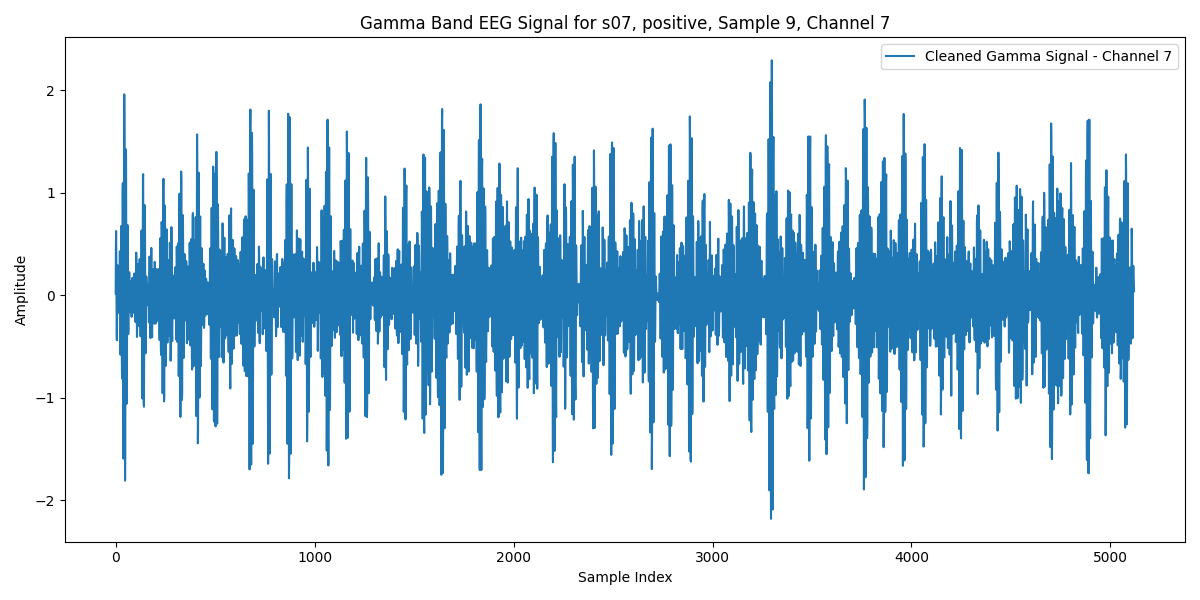 Gamma Band EEG Signal for s07, positive, Sample 9, Channel 7
Cleaned Gamma Signal - Channel 7
2
1
0
−1
−2
Amplitude
0 1000 2000 3000 4000 5000
Sample Index